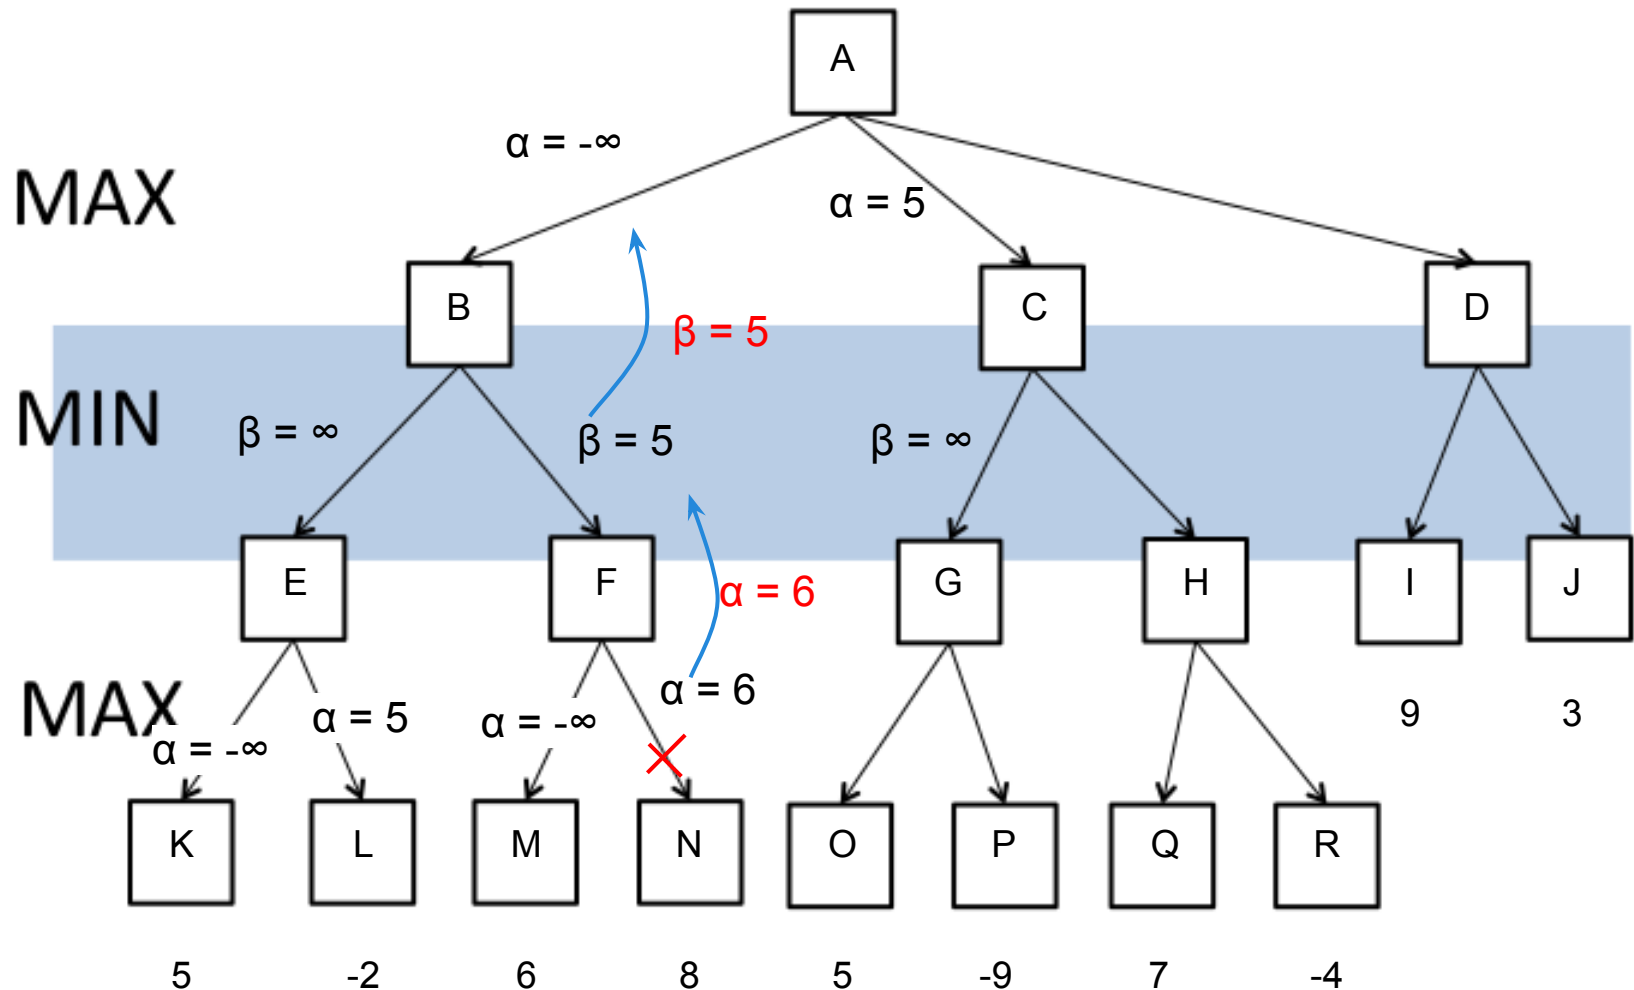 A
α = -∞
MAX
α = 5
B
C
D
β = 5
MIN
β = ∞
β = 5
β = ∞
E
F
G
H
I
J
α = 6
MAX
α = -∞
α = 5
α = -∞
α = 6
9
3
K
L
M
N
O
P
Q
R
5
-2
6
8
5
-9
7
-4